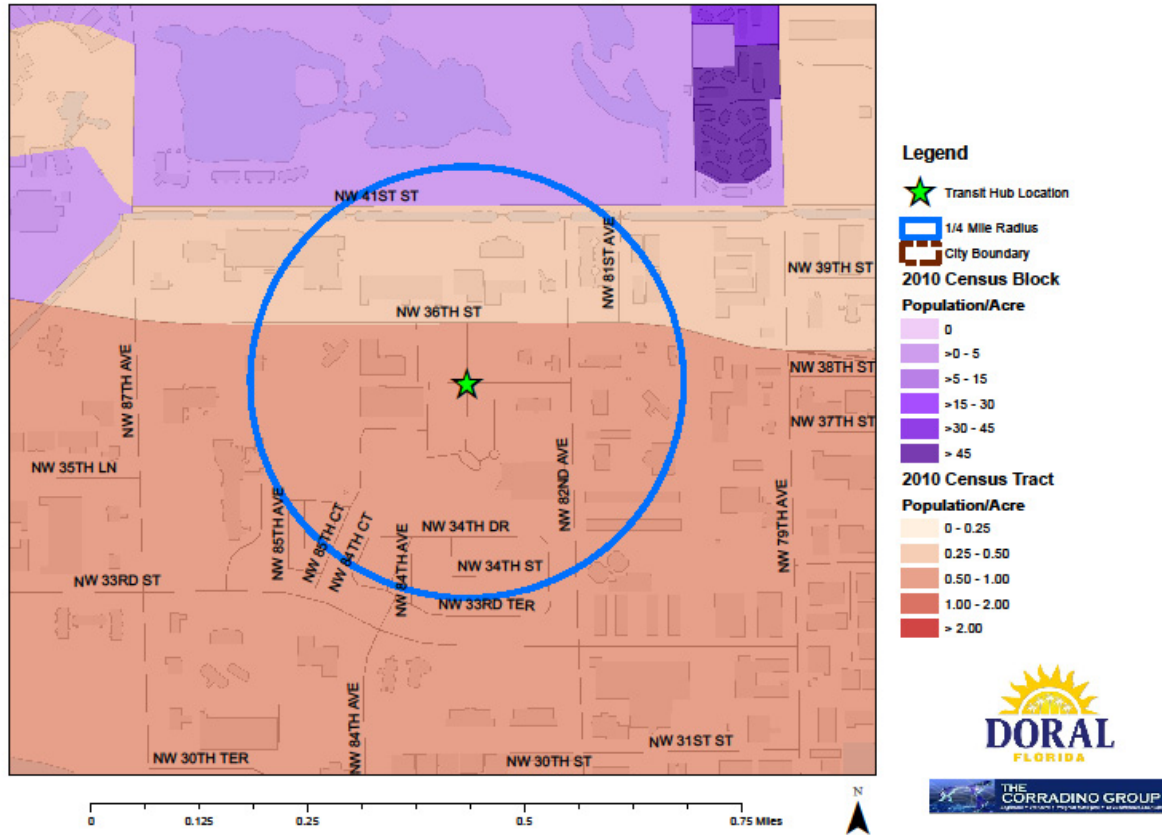 NW 41ST ST
NW 81ST AVE
NW 39TH ST
NW 36TH ST
NW 87TH AVE
NW 38TH ST
NW 37TH ST
NW 35TH LN
NW 82ND AVE
NW 79TH AVE
NW 85TH AVE
NW 85TH CT
NW 84TH CT
NW 84TH AVE
NW 34TH DR
NW 34TH ST
NW 33RD ST
NW 33RD TER
NW 84TH AVE
NW 31ST ST
NW 30TH TER
NW 30TH ST
0 0.125 0.25 0.5 0.75 Miles
N
Legend
Transit Hub Location
1/4 Mile Radius
City Boundary
2010 Census Block
Population/Acre
0
>0 - 5
>5 - 15
>15 - 30
>30 - 45
> 45
2010 Census Tract
Population/Acre
0 - 0.25
0.25 - 0.50
0.50 - 1.00
1.00 - 2.00
> 2.00
DORAL
FLORIDA
THE
CORRADINO GROUP